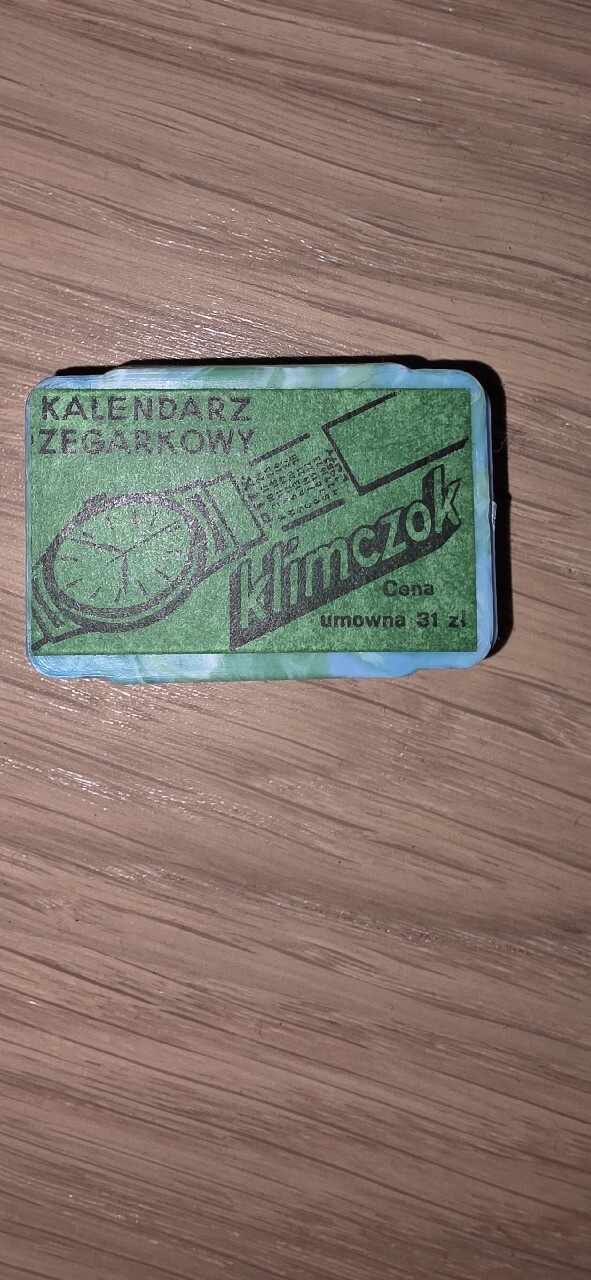 KALENDARZ
ZEGARKOWY
klimczok
Cena
umowna 31 zł